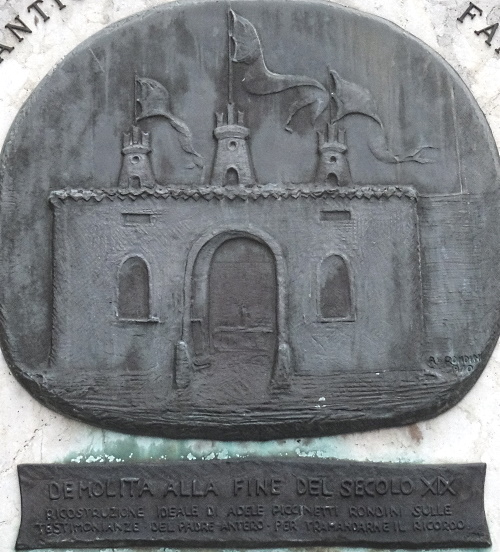 ANTI
FA
A. RONDINI
DEMOLITA ALLA FINE DEL SECOLO XIX
RICOSTRUZIONE IDEALE DI ADELE PICCINETTI RONDINI SULLE
TESTIMONIANZE DEL PADRE ANTERO - PER TRAMANDARNE IL RICORDO